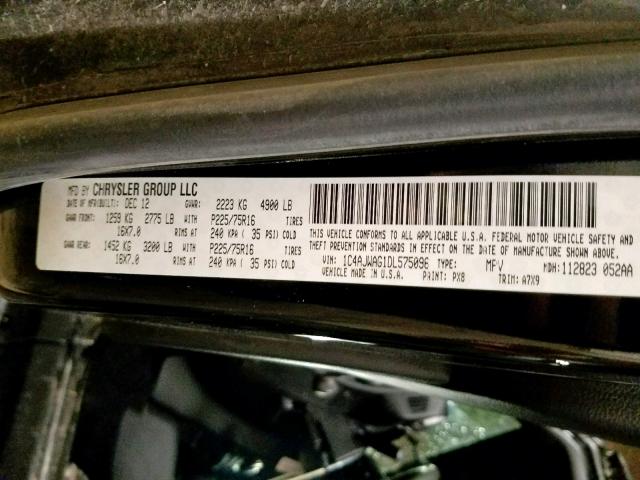 MFD BY CHRYSLER GROUP LLC
DATE OF MFR(BUILT): DEC 12 GVWR: 2223 KG 4900 LB
GAWR FRONT: 1259 KG 2775 LB WITH P225/75R16 TIRES
16X7.0 RIMS AT 240 KPA ( 35 PSI) COLD
GAWR REAR: 1452 KG 3200 LB WITH P225/75R16 TIRES
16X7.0 RIMS AT 240 KPA ( 35 PSI) COLD
THIS VEHICLE CONFORMS TO ALL APPLICABLE U.S.A. FEDERAL MOTOR VEHICLE SAFETY AND
THEFT PREVENTION STANDARDS IN EFFECT ON THE DATE OF MANUFACTURE SHOWN ABOVE.
VIN: 1C4AJWAG1DL575096 TYPE: MPV MDH: 112823 052AA
VEHICLE MADE IN U.S.A. PAINT: PX8 TRIM: A7X9